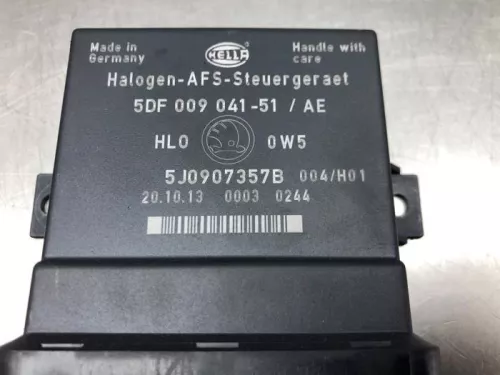 Made in Germany
HELLA
Handle with care
Halogen-AFS-Steuergeraet
5DF 009 041-51 / AE
HL0 0W5
5J0907357B 004/H01
20.10.13 0003 0244